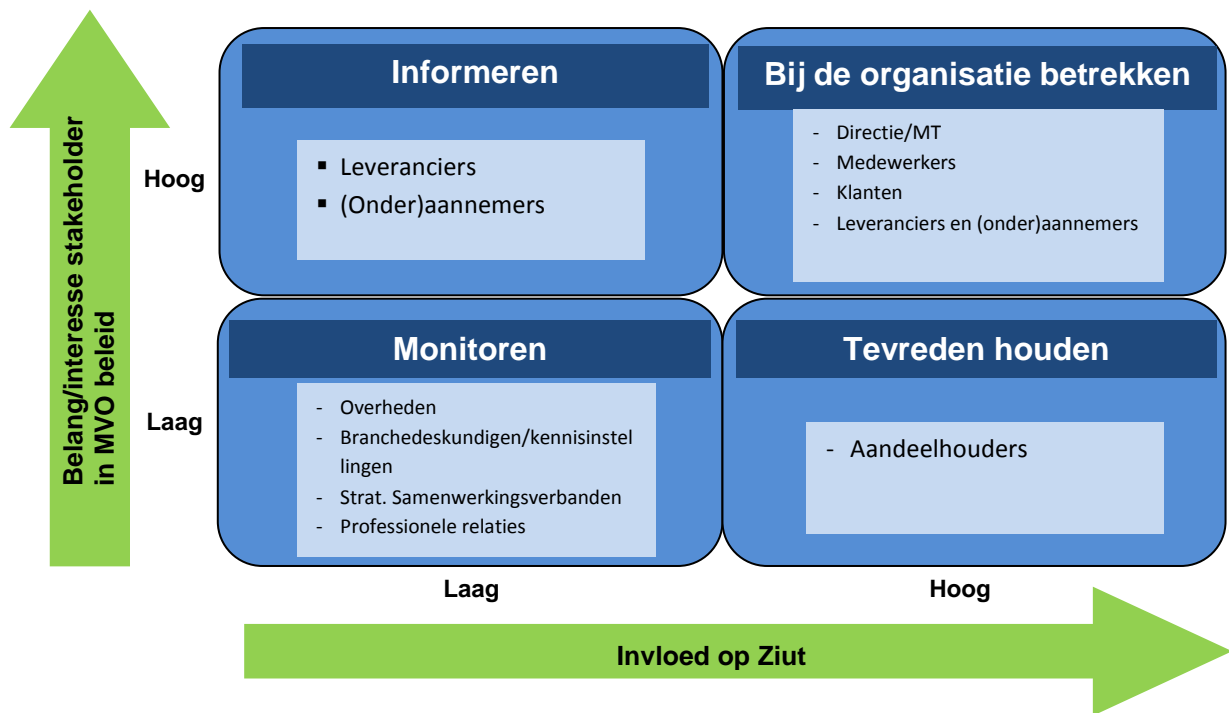 Belang/interesse stakeholder
in MVO beleid
Hoog
Laag
Informeren
▪ Leveranciers
▪ (Onder)aannemers
Bij de organisatie betrekken
- Directie/MT
- Medewerkers
- Klanten
- Leveranciers en (onder)aannemers
Monitoren
- Overheden
- Branchedeskundigen/kennisinstel
lingen
- Strat. Samenwerkingsverbanden
- Professionele relaties
Tevreden houden
- Aandeelhouders
Laag
Hoog
Invloed op Ziut